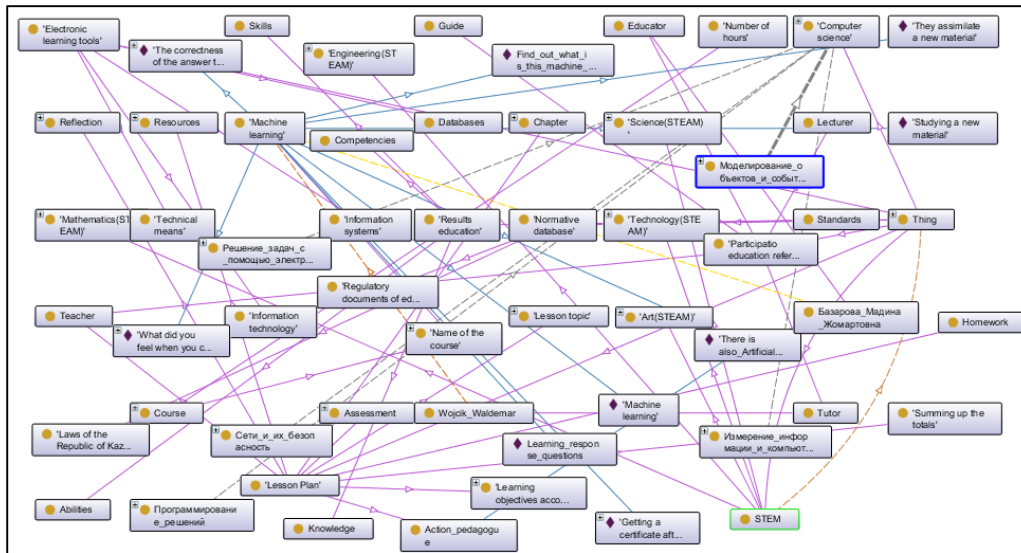 'Electronic
learning tools'
Skills
Guide
Educator
'Number of
hours'
'Computer
science'
'They assimilate
a new material'
'The correctness
of the answer t...
'Engineering(ST
EAM)'
Find_out_what_i
s_this_machine_...
Reflection
Resources
'Machine
learning'
Competencies
Databases
Chapter
'Science(STEAM)
'
Lecturer
'Studying a new
material'
Моделирование_о
бъектов_и_событ...
'Mathematics(ST
EAM)'
'Technical
means'
'Information
systems'
'Results
education'
'Normative
database'
'Technology(STE
AM)'
Standards
Thing
Решение_задач_с
_помощью_электр...
'Participatio
education refer...
'Regulatory
documents of ed...
Teacher
'Information
technology'
'Lesson topic'
'Art(STEAM)'
Базарова_Мадина
_Жомартовна
Homework
'What did you
feel when you c...
'Name of the
course'
'There is
also_Artificial...
Course
Assessment
Wojcik_Waldemar
'Machine
learning'
Tutor
'Summing up the
totals'
'Laws of the
Republic of Kaz...
Сети_и_их_безоп
асность
Learning_respon
se_questions
Измерение_инфор
мации_и_компьют...
'Lesson Plan'
'Learning
objectives acco...
Abilities
Программировани
е_решений
Knowledge
Action_pedagogu
e
'Getting a
certificate aft...
STEM